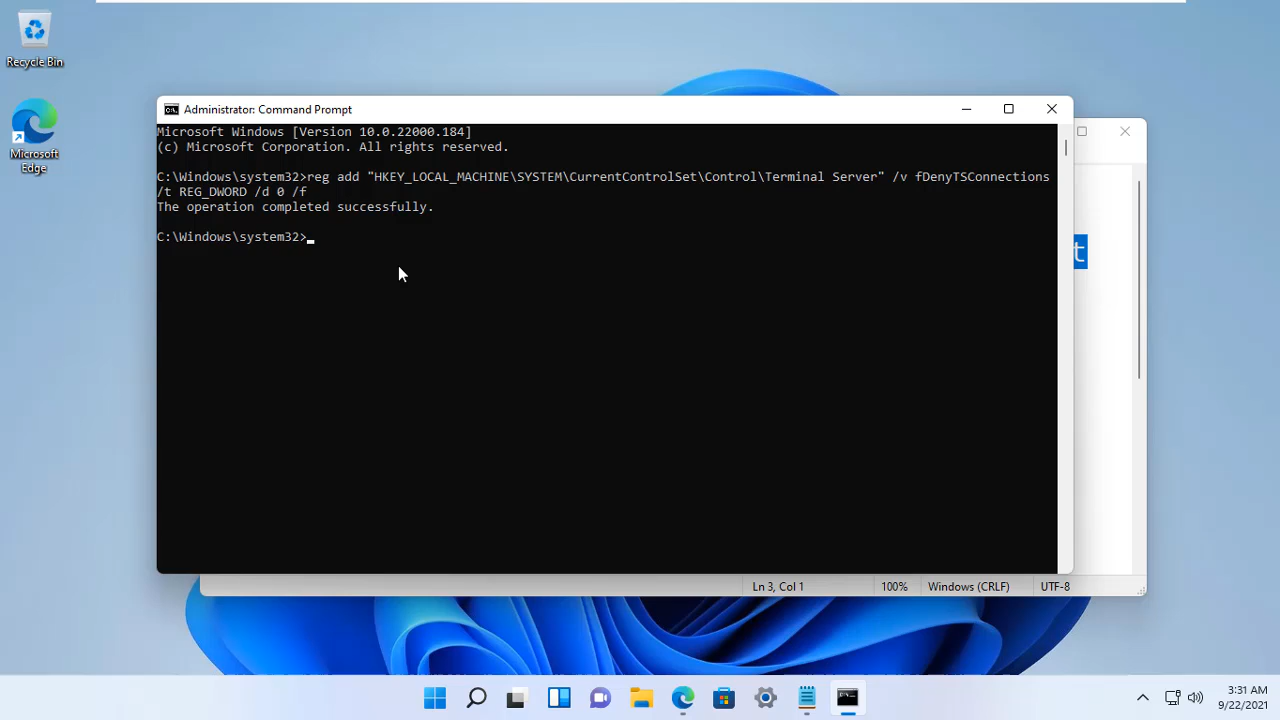 Recycle Bin
Microsoft
Edge
Administrator: Command Prompt
Microsoft Windows [Version 10.0.22000.184]
(c) Microsoft Corporation. All rights reserved.
C:\Windows\system32>reg add "HKEY_LOCAL_MACHINE\SYSTEM\CurrentControlSet\Control\Terminal Server" /v fDenyTSConnections
/t REG_DWORD /d 0 /f
The operation completed successfully.
C:\Windows\system32>
t
Ln 3, Col 1
100%
Windows (CRLF)
UTF-8
3:31 AM
9/22/2021